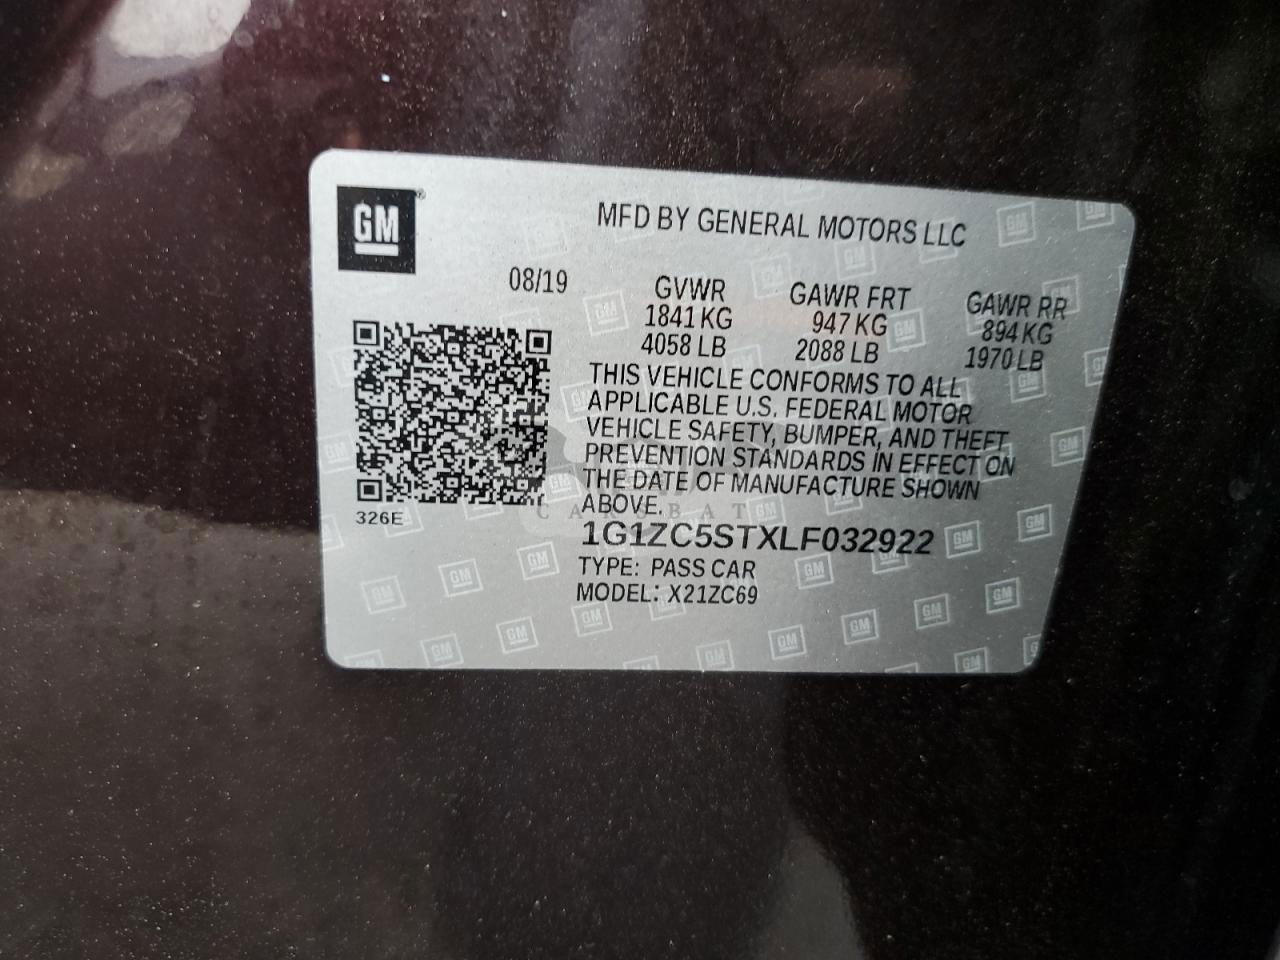 GM
MFD BY GENERAL MOTORS LLC
08/19
GVWR GAWR FRT GAWR RR
1841 KG 947 KG 894 KG
4058 LB 2088 LB 1970 LB
THIS VEHICLE CONFORMS TO ALL
APPLICABLE U.S. FEDERAL MOTOR
VEHICLE SAFETY, BUMPER, AND THEFT
PREVENTION STANDARDS IN EFFECT ON
THE DATE OF MANUFACTURE SHOWN
ABOVE.
326E
CARSBAT
1G1ZC5STXLF032922
TYPE: PASS CAR
MODEL: X21ZC69